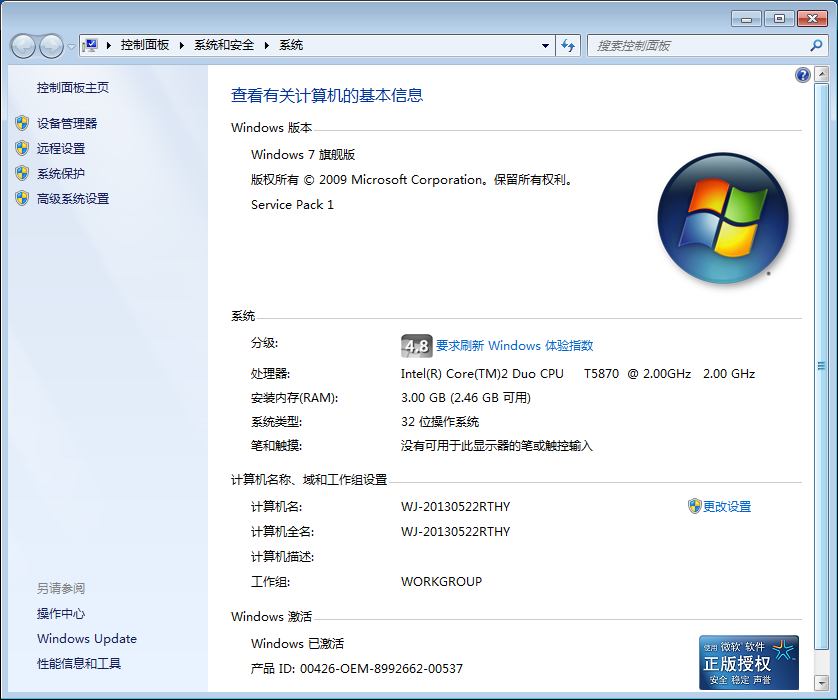 控制面板 系统和安全 系统
搜索控制面板
控制面板主页
设备管理器
远程设置
系统保护
高级系统设置
另请参阅
操作中心
Windows Update
性能信息和工具
查看有关计算机的基本信息
Windows 版本
Windows 7 旗舰版
版权所有 © 2009 Microsoft Corporation。保留所有权利。
Service Pack 1
系统
分级: 4.8 要求刷新 Windows 体验指数
处理器: Intel(R) Core(TM)2 Duo CPU T5870 @ 2.00GHz 2.00 GHz
安装内存(RAM): 3.00 GB (2.46 GB 可用)
系统类型: 32 位操作系统
笔和触摸: 没有可用于此显示器的笔或触控输入
计算机名称、域和工作组设置
计算机名: WJ-20130522RTHY 更改设置
计算机全名: WJ-20130522RTHY
计算机描述:
工作组: WORKGROUP
Windows 激活
Windows 已激活
产品 ID: 00426-OEM-8992662-00537
使用 微软 软件
正版授权
安全 稳定 声誉